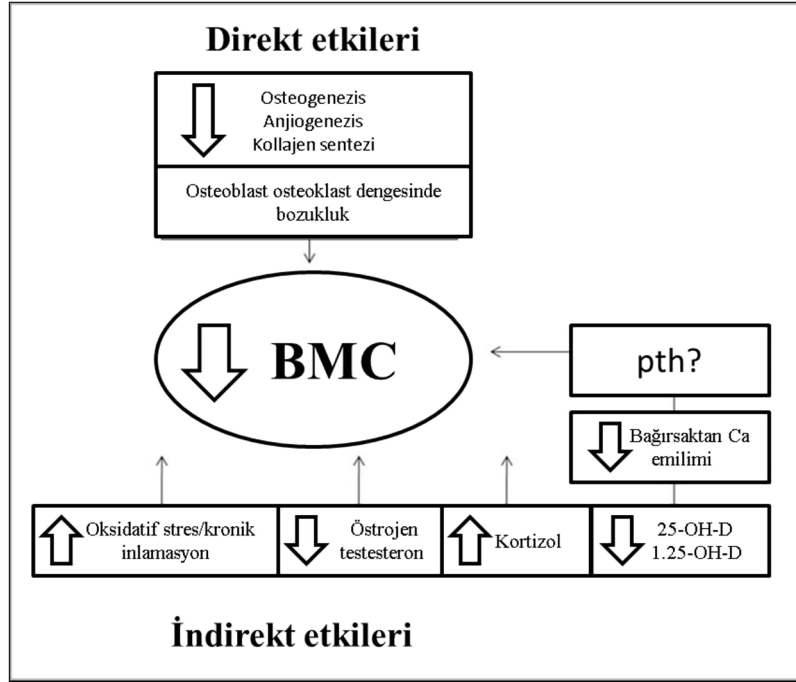 Direkt etkileri
Osteogenezis
Anjiogenezis
Kollajen sentezi
Osteoblast osteoklast dengesinde
bozukluk
BMC
pth?
Bağırsaktan Ca
emilimi
Oksidatif stres/kronik
inlamasyon
Östrojen
testesteron
Kortizol
25-OH-D
1.25-OH-D
İndirekt etkileri